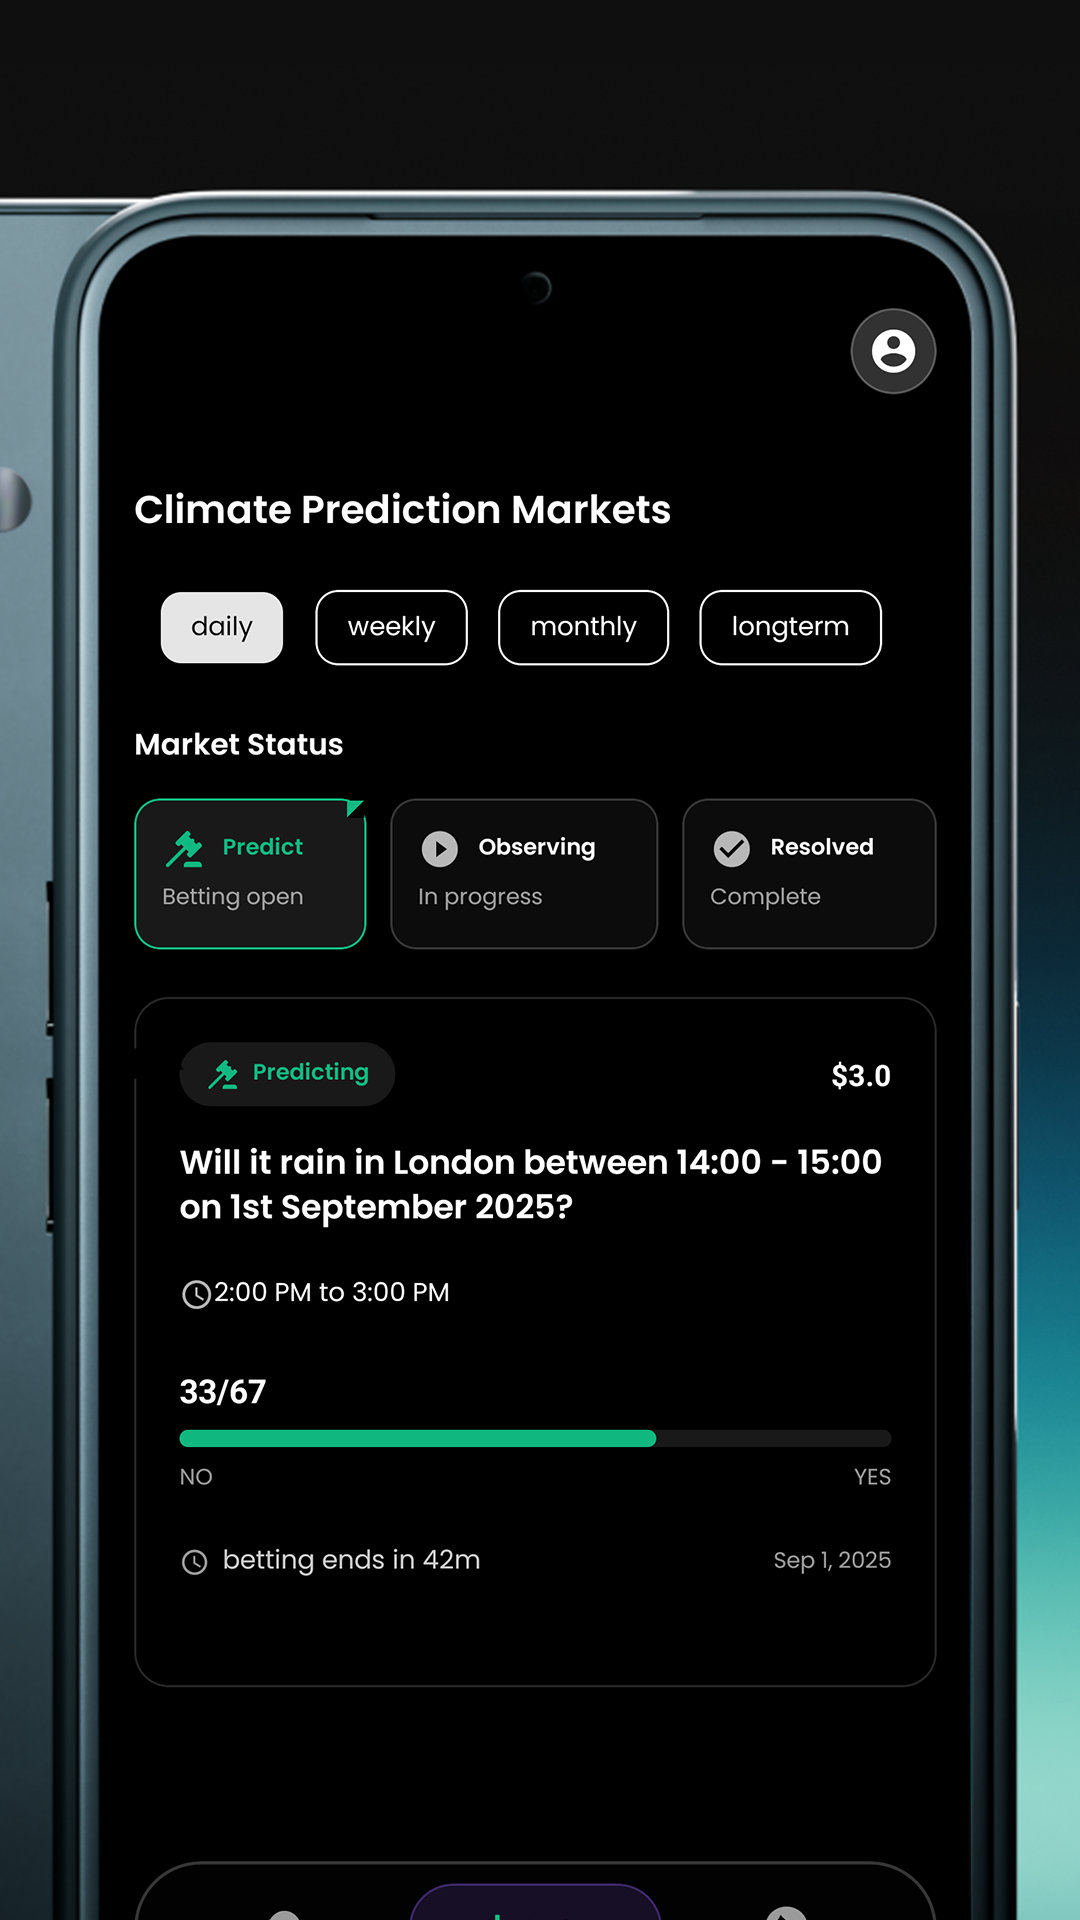 Climate Prediction Markets
daily weekly monthly longterm
Market Status
Predict
Betting open
Observing
In progress
Resolved
Complete
Predicting $3.0
Will it rain in London between 14:00 - 15:00
on 1st September 2025?
2:00 PM to 3:00 PM
33/67
NO YES
betting ends in 42m Sep 1, 2025